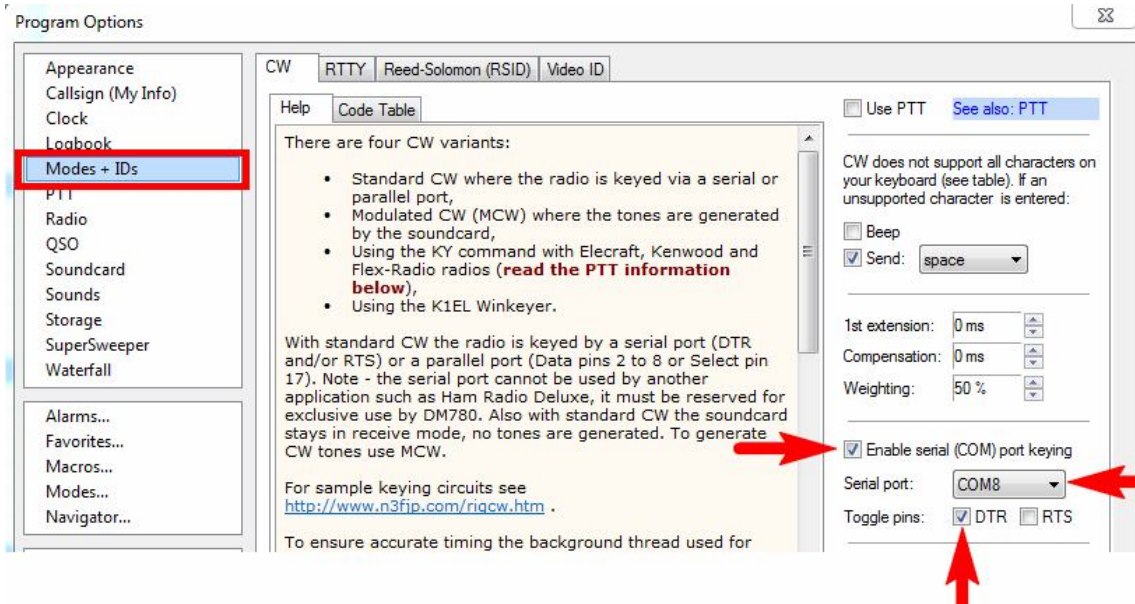 Program Options
Appearance
Callsign (My Info)
Clock
Logbook
Modes + IDs
PTT
Radio
QSO
Soundcard
Sounds
Storage
SuperSweeper
Waterfall
Alarms...
Favorites...
Macros...
Modes...
Navigator...
CW RTTY Reed-Solomon (RSID) Video ID
Help Code Table
There are four CW variants:
• Standard CW where the radio is keyed via a serial or
parallel port,
• Modulated CW (MCW) where the tones are generated
by the soundcard,
• Using the KY command with Elecraft, Kenwood and
Flex-Radio radios (read the PTT information
below),
• Using the K1EL Winkeyer.
With standard CW the radio is keyed by a serial port (DTR
and/or RTS) or a parallel port (Data pins 2 to 8 or Select pin
17). Note - the serial port cannot be used by another
application such as Ham Radio Deluxe, it must be reserved for
exclusive use by DM780. Also with standard CW the soundcard
stays in receive mode, no tones are generated. To generate
CW tones use MCW.
For sample keying circuits see
http://www.n3fjp.com/rigcw.htm .
To ensure accurate timing the background thread used for
Use PTT See also: PTT
CW does not support all characters on
your keyboard (see table). If an
unsupported character is entered:
Beep
Send: space
1st extension: 0 ms
Compensation: 0 ms
Weighting: 50 %
Enable serial (COM) port keying
Serial port: COM8
Toggle pins: DTR RTS